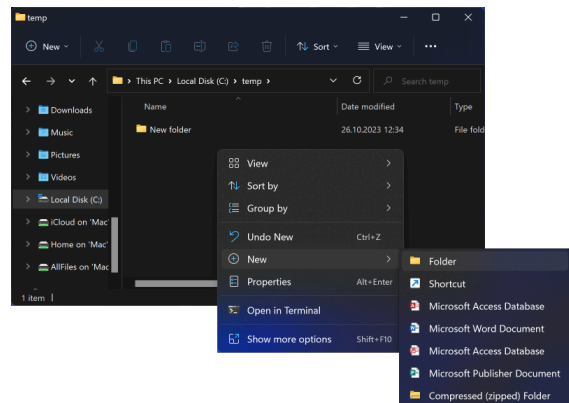 temp
New
Sort
View
This PC > Local Disk (C:) > temp >
Search temp
Name Date modified Type
New folder 26.10.2023 12:34 File fold
Downloads
Music
Pictures
Videos
Local Disk (C:)
iCloud on 'Mac'
Home on 'Mac'
AllFiles on 'Mac
1 item
View
Sort by
Group by
Undo New Ctrl+Z
New
Properties Alt+Enter
Open in Terminal
Show more options Shift+F10
Folder
Shortcut
Microsoft Access Database
Microsoft Word Document
Microsoft Access Database
Microsoft Publisher Document
Compressed (zipped) Folder